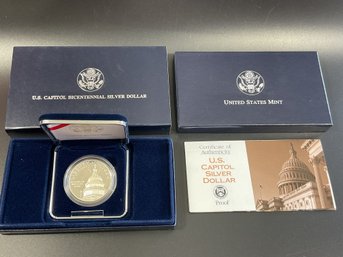 U.S. CAPITOL BICENTENNIAL SILVER DOLLAR
UNITED STATES MINT
Certificate of
Authenticity
U.S.
CAPITOL
SILVER
DOLLAR
Proof